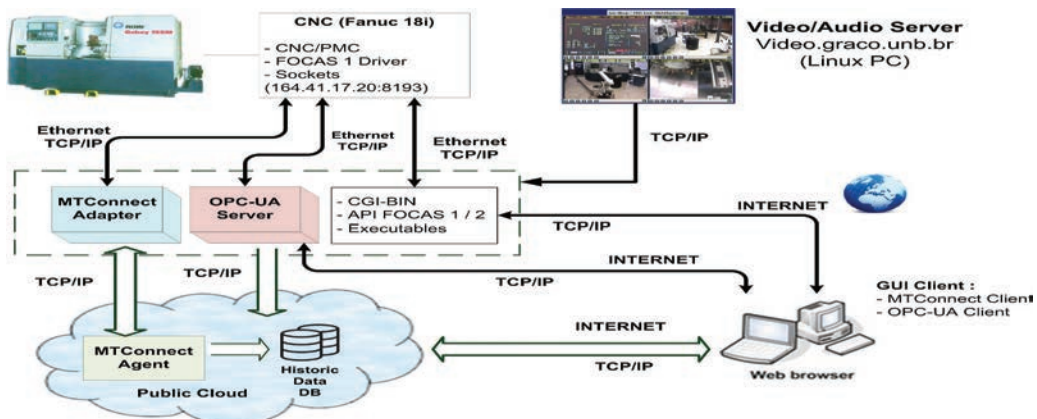 CNC (Fanuc 18i)
- CNC/PMC
- FOCAS 1 Driver
- Sockets
(164.41.17.20:8193)
Video/Audio Server
Video.graco.unb.br
(Linux PC)
Ethernet
TCP/IP
Ethernet
TCP/IP
Ethernet
TCP/IP
TCP/IP
MTConnect
Adapter
OPC-UA
Server
- CGI-BIN
- API FOCAS 1 / 2
- Executables
INTERNET
TCP/IP
TCP/IP
TCP/IP
INTERNET
TCP/IP
GUI Client :
- MTConnect Client
- OPC-UA Client
MTConnect
Agent
Historic
Data
DB
Public Cloud
INTERNET
TCP/IP
Web browser